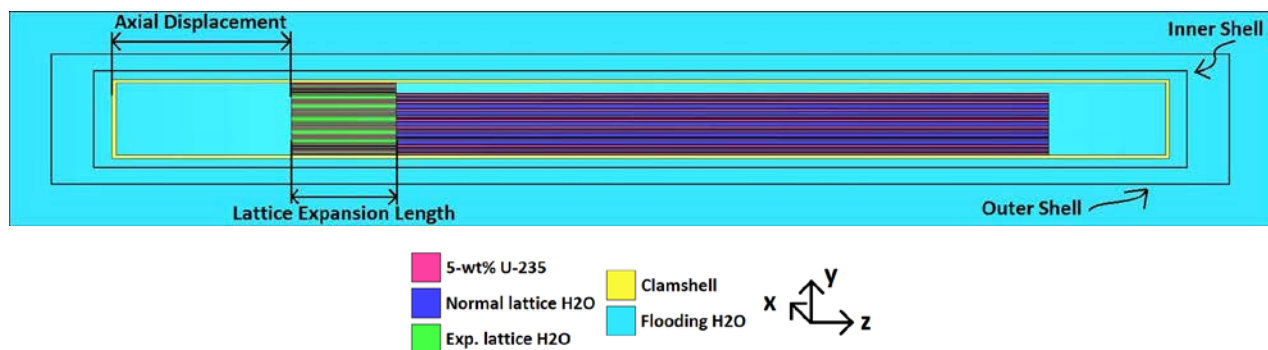 Axial Displacement
Inner Shell
Lattice Expansion Length
Outer Shell
5-wt% U-235
Normal lattice H2O
Exp. lattice H2O
Clamshell
Flooding H2O
y
x
z